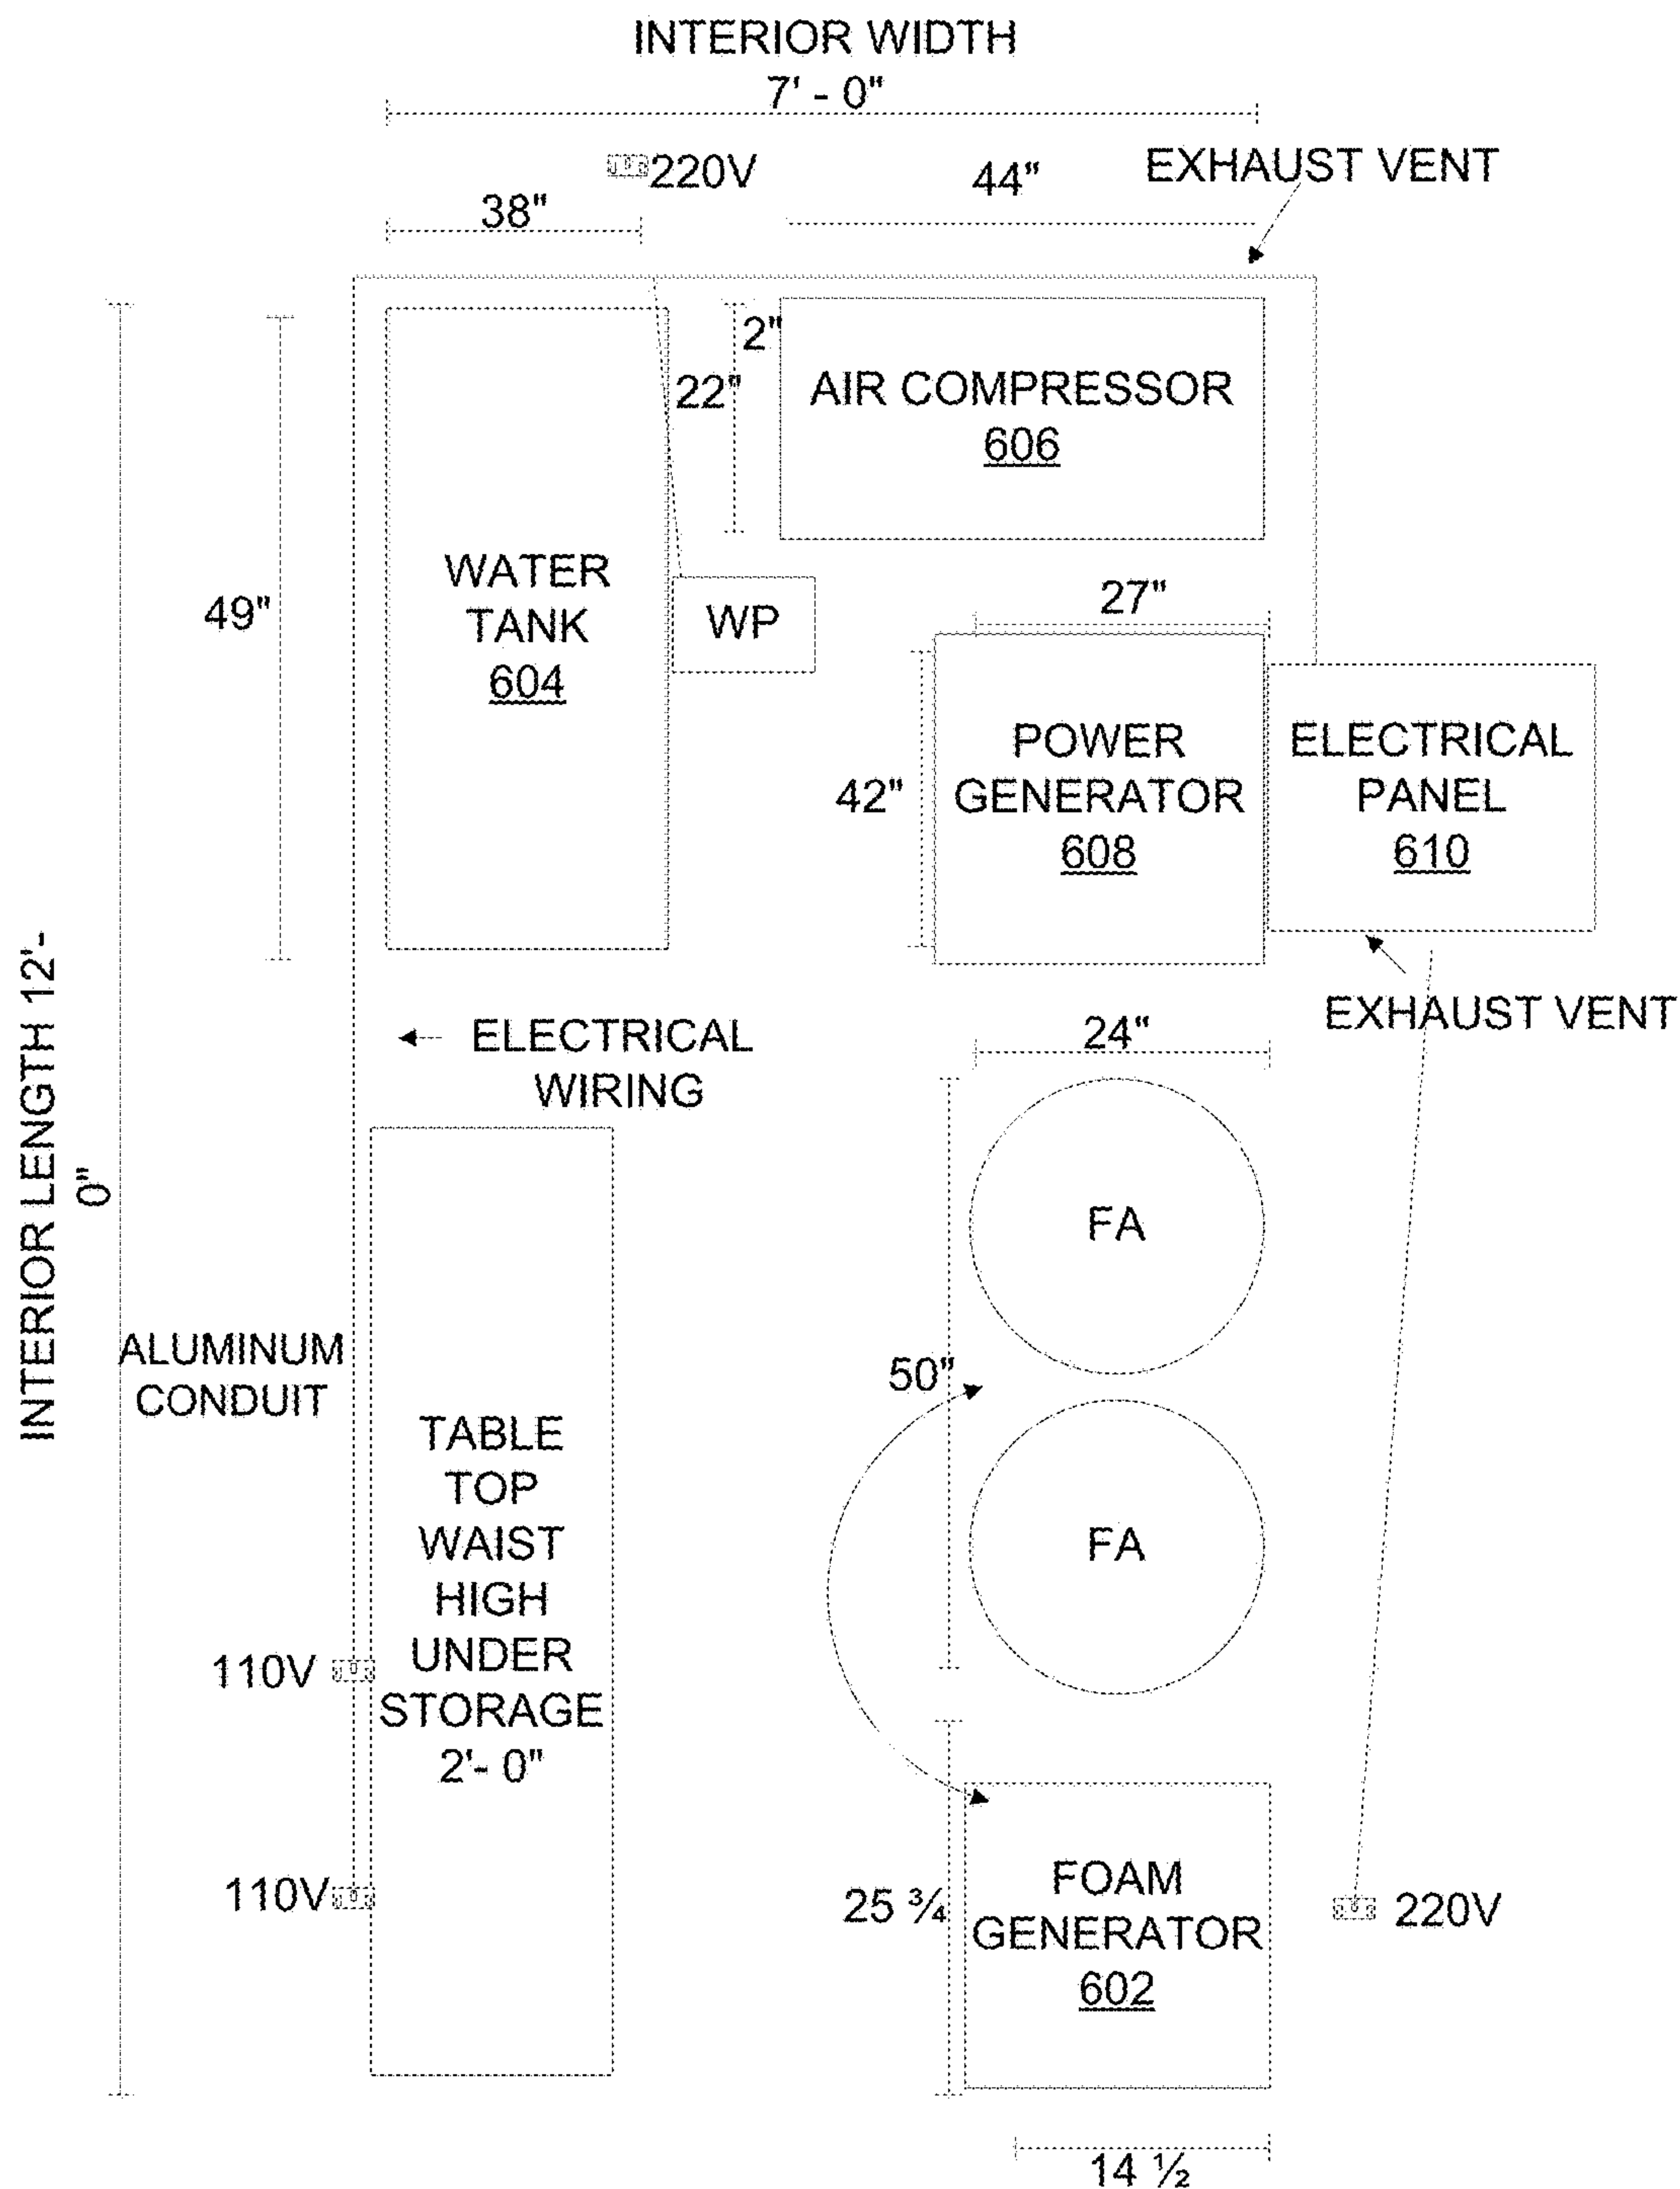 INTERIOR WIDTH
7' - 0"
220V
44"
EXHAUST VENT
38"
2"
22"
AIR COMPRESSOR
606
WATER
TANK
604
49"
WP
27"
42"
POWER
GENERATOR
608
ELECTRICAL
PANEL
610
EXHAUST VENT
INTERIOR LENGTH 12'-
0"
ELECTRICAL
WIRING
24"
FA
50"
FA
ALUMINUM
CONDUIT
TABLE
TOP
WAIST
HIGH
UNDER
STORAGE
2'- 0"
110V
110V
25 ¾
FOAM
GENERATOR
602
220V
14 ½